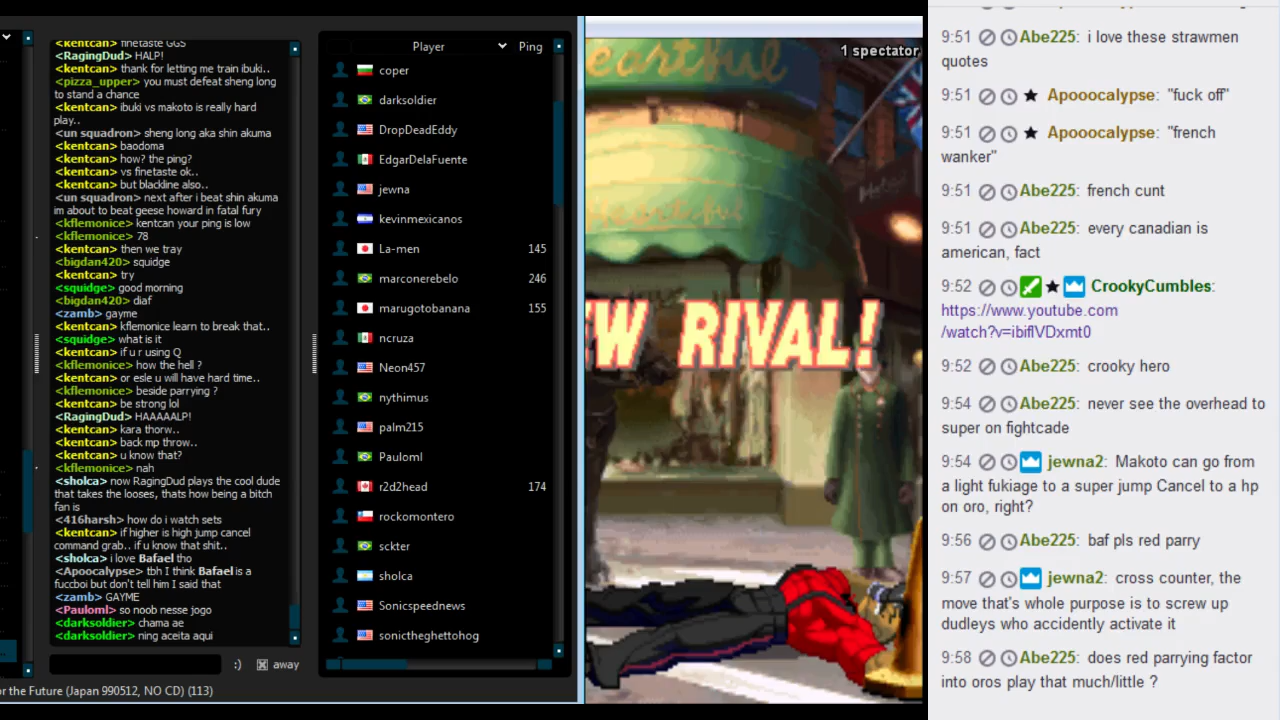 <kentcan> finetaste GGS
<RagingDud> HALP!
<kentcan> thank for letting me train ibuki..
<pizza_upper> you must defeat sheng long
to stand a chance
<kentcan> ibuki vs makoto is really hard
play..
<un squadron> sheng long aka shin akuma
<kentcan> baodoma
<kentcan> how? the ping?
<kentcan> vs finetaste ok..
<kentcan> but blackline also..
<un squadron> next after i beat shin akuma
im about to beat geese howard in fatal fury
<kflemonice> kentcan your ping is low
<kflemonice> 78
<kentcan> then we tray
<bigdan420> squidge
<kentcan> try
<squidge> good morning
<bigdan420> diaf
<zamb> gayme
<kentcan> kflemonice learn to break that..
<squidge> what is it
<kentcan> if u r using Q
<kflemonice> how the hell ?
<kentcan> or esle u will have hard time..
<kflemonice> beside parrying ?
<kentcan> be strong lol
<RagingDud> HAAAAALP!
<kentcan> kara thorw..
<kentcan> back mp throw..
<kentcan> u know that?
<kflemonice> nah
<sholca> now RagingDud plays the cool dude
that takes the looses, thats how being a bitch
fan is
<416harsh> how do i watch sets
<kentcan> if higher is high jump cancel
command grab.. if u know that shit..
<sholca> i love Bafael tho
<Apoocalypse> tbh I think Bafael is a
fuccboi but don't tell him I said that
<zamb> GAYME
<Pauloml> so noob nesse jogo
<darksoldier> chama ae
<darksoldier> ning aceita aqui
:) away
or the Future (Japan 990512, NO CD) (113)
Player Ping
coper
darksoldier
DropDeadEddy
EdgarDelaFuente
jewna
kevinmexicanos
La-men 145
marconerebelo 246
marugotobanana 155
ncruza
Neon457
nythimus
palm215
Pauloml
r2d2head 174
rockomontero
sckter
sholca
Sonicspeednews
sonictheghettohog
1 spectator
eartful
Heartful
EW RIVAL!
9:51 Abe225: i love these strawmen
quotes
9:51 Apooocalypse: "fuck off"
9:51 Apooocalypse: "french
wanker"
9:51 Abe225: french cunt
9:51 Abe225: every canadian is
american, fact
9:52 CrookyCumbles:
https://www.youtube.com
/watch?v=ibiflVDxmt0
9:52 Abe225: crooky hero
9:54 Abe225: never see the overhead to
super on fightcade
9:54 jewna2: Makoto can go from
a light fukiage to a super jump Cancel to a hp
on oro, right?
9:56 Abe225: baf pls red parry
9:57 jewna2: cross counter, the
move that's whole purpose is to screw up
dudleys who accidently activate it
9:58 Abe225: does red parrying factor
into oros play that much/little ?